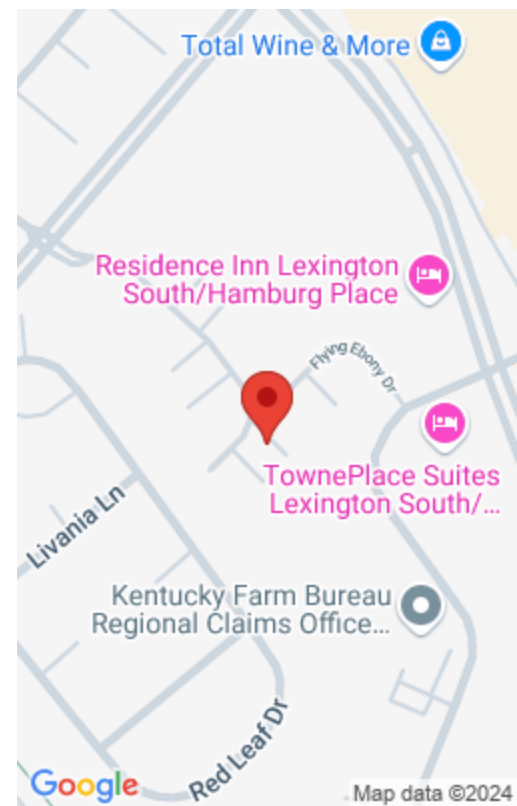 Total Wine & More
Residence Inn Lexington
South/Hamburg Place
Flying Ebony Dr
TownePlace Suites
Lexington South/...
Livania Ln
Kentucky Farm Bureau
Regional Claims Office...
Red Leaf Dr
Google
Map data ©2024